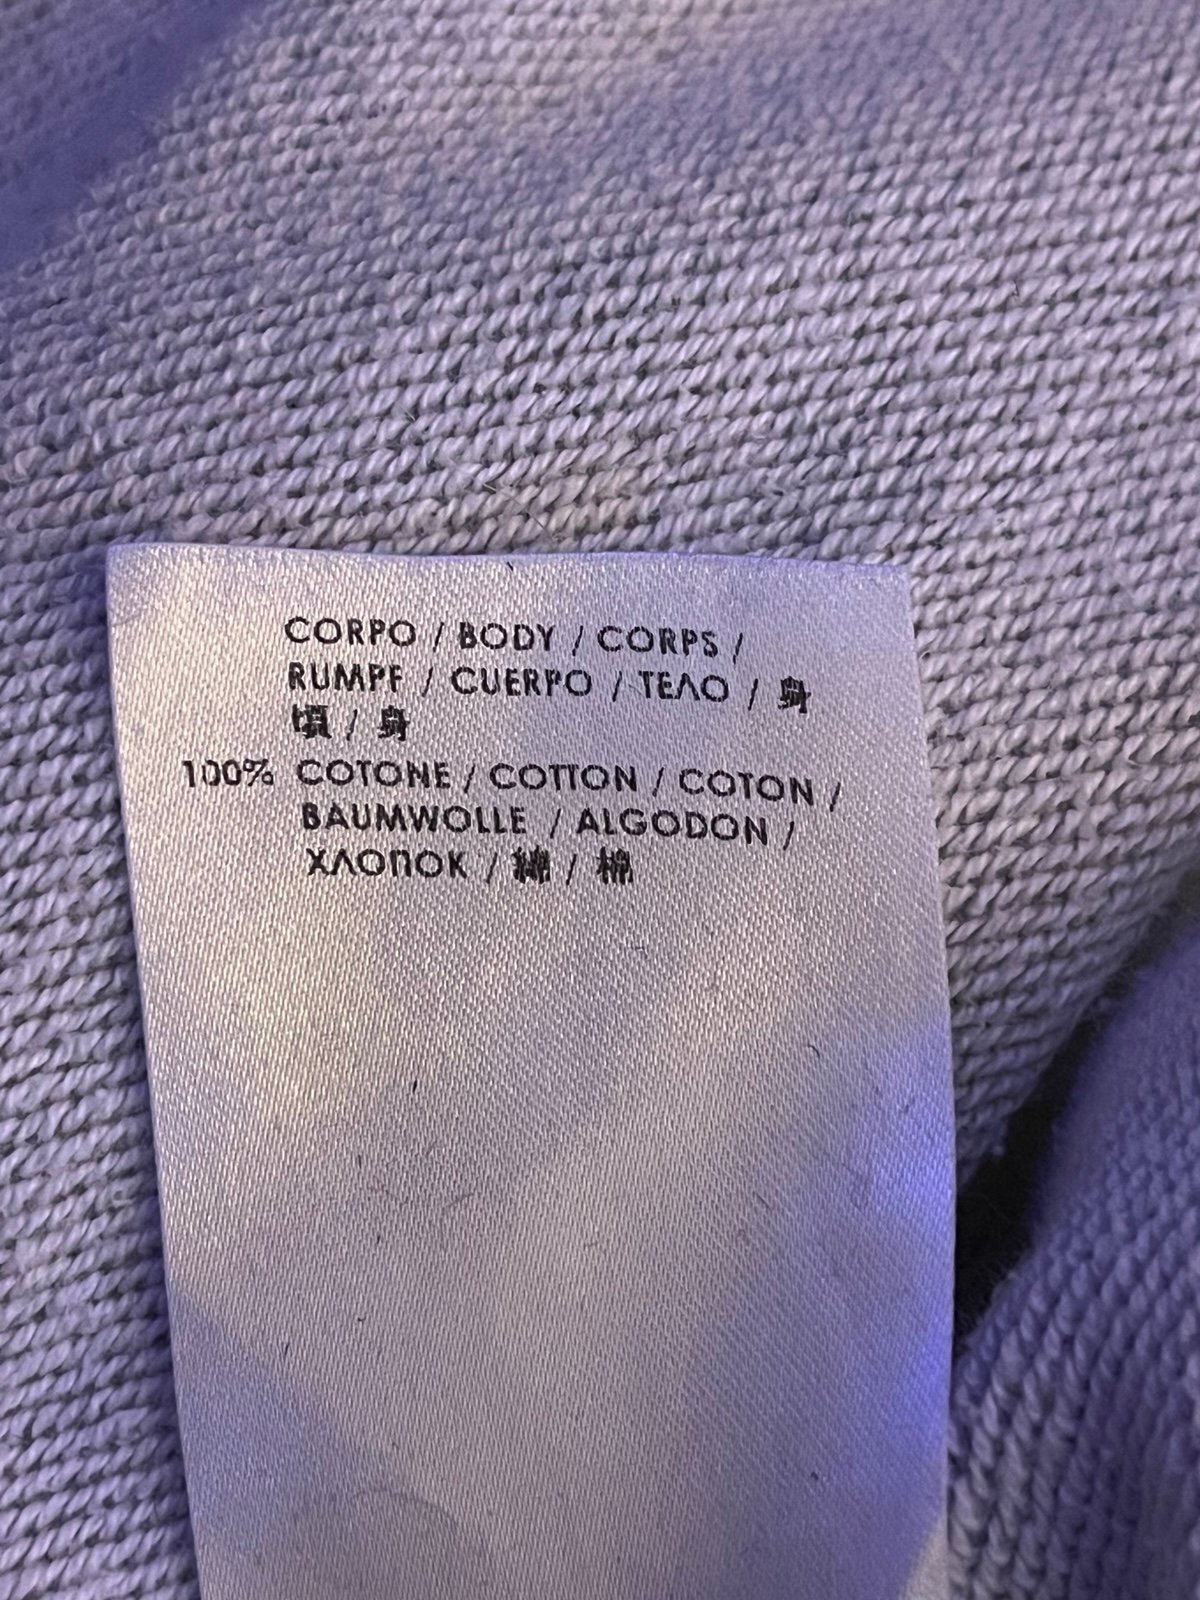 CORPO / BODY / CORPS /
RUMPF / CUERPO / ТЕЛО / 身
頃 / 身
100% COTONE / COTTON / COTON /
BAUMWOLLE / ALGODON /
ХЛОПОК / 綿 / 棉